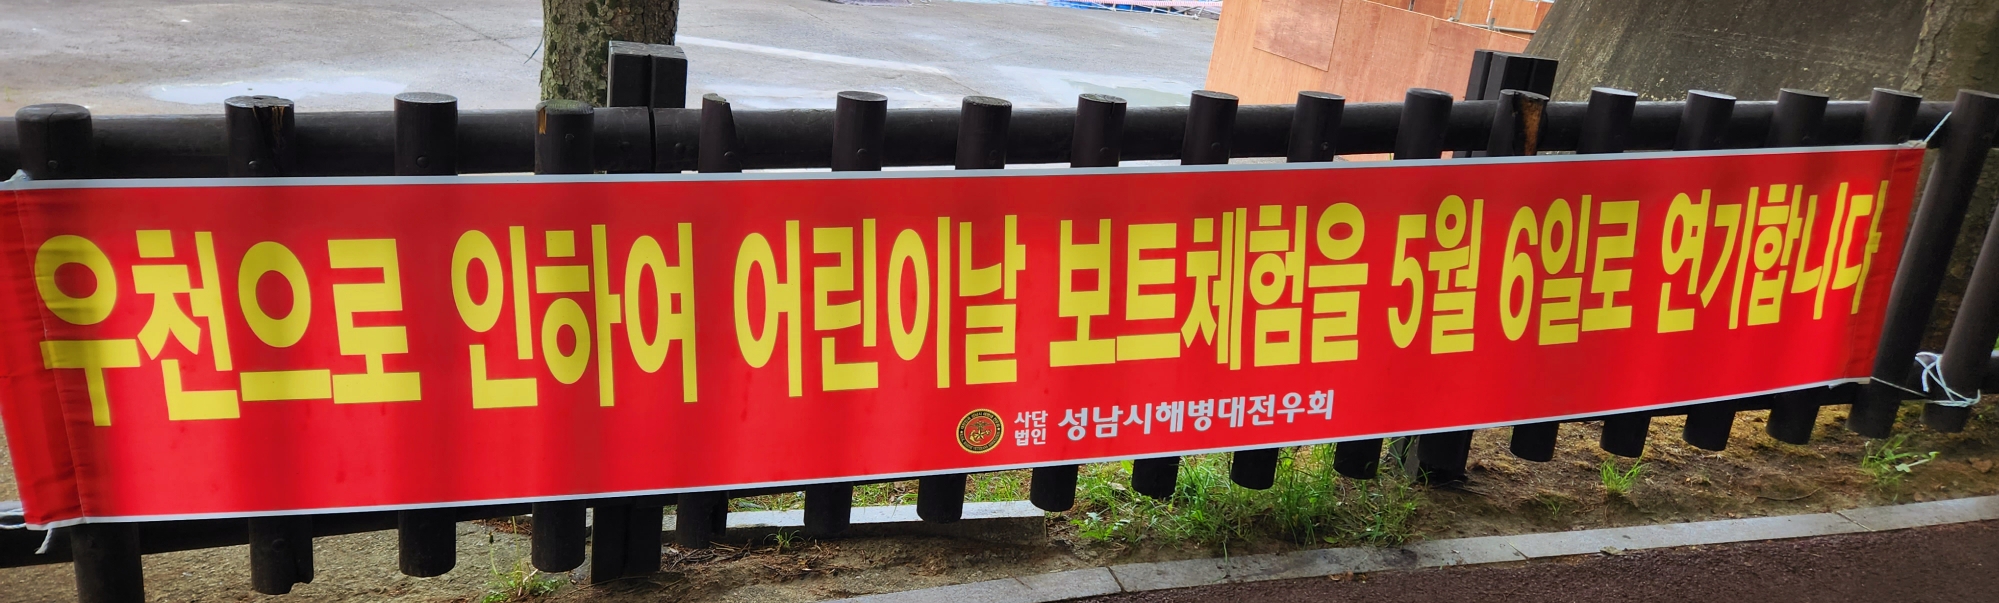 우천으로 인하여 어린이날 보트체험을 5월 6일로 연기합니다
사단법인 성남시해병대전우회